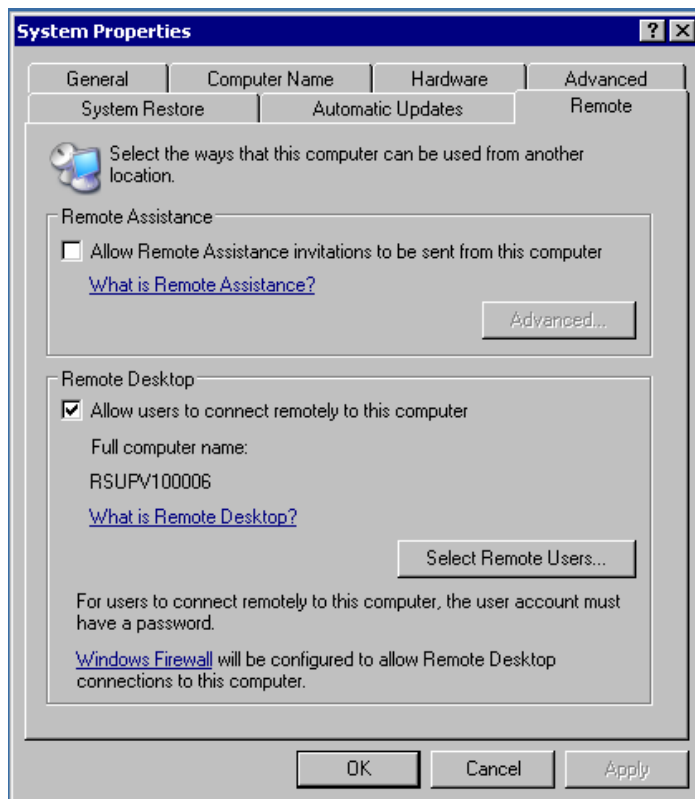 System Properties
General
Computer Name
Hardware
Advanced
System Restore
Automatic Updates
Remote
Select the ways that this computer can be used from another
location.
Remote Assistance
Allow Remote Assistance invitations to be sent from this computer
What is Remote Assistance?
Advanced...
Remote Desktop
Allow users to connect remotely to this computer
Full computer name:
RSUPV100006
What is Remote Desktop?
Select Remote Users...
For users to connect remotely to this computer, the user account must
have a password.
Windows Firewall will be configured to allow Remote Desktop
connections to this computer.
OK
Cancel
Apply